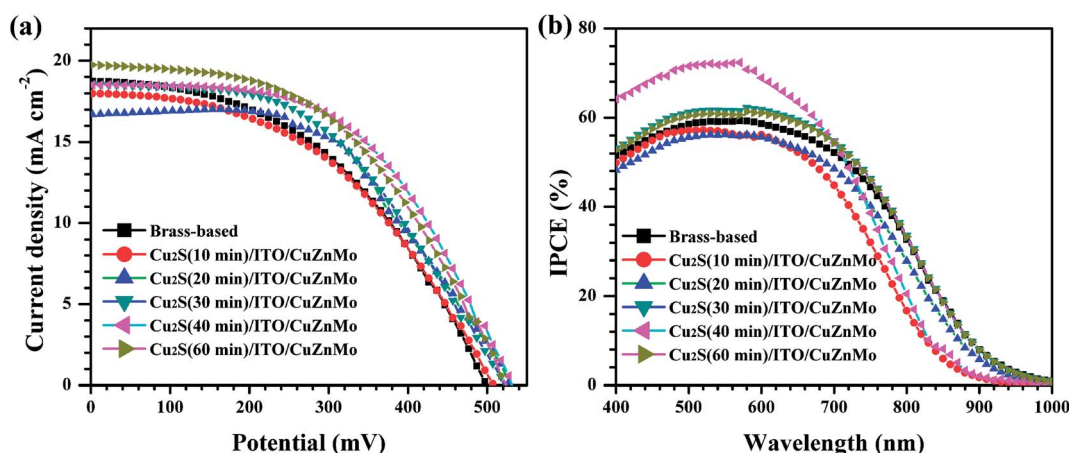 (a)
Current density (mA cm⁻²)
20
15
10
5
0
Brass-based
Cu₂S(10 min)/ITO/CuZnMo
Cu₂S(20 min)/ITO/CuZnMo
Cu₂S(30 min)/ITO/CuZnMo
Cu₂S(40 min)/ITO/CuZnMo
Cu₂S(60 min)/ITO/CuZnMo
0 100 200 300 400 500
Potential (mV)
(b)
IPCE (%)
80
60
40
20
0
Brass-based
Cu₂S(10 min)/ITO/CuZnMo
Cu₂S(20 min)/ITO/CuZnMo
Cu₂S(30 min)/ITO/CuZnMo
Cu₂S(40 min)/ITO/CuZnMo
Cu₂S(60 min)/ITO/CuZnMo
400 500 600 700 800 900 1000
Wavelength (nm)